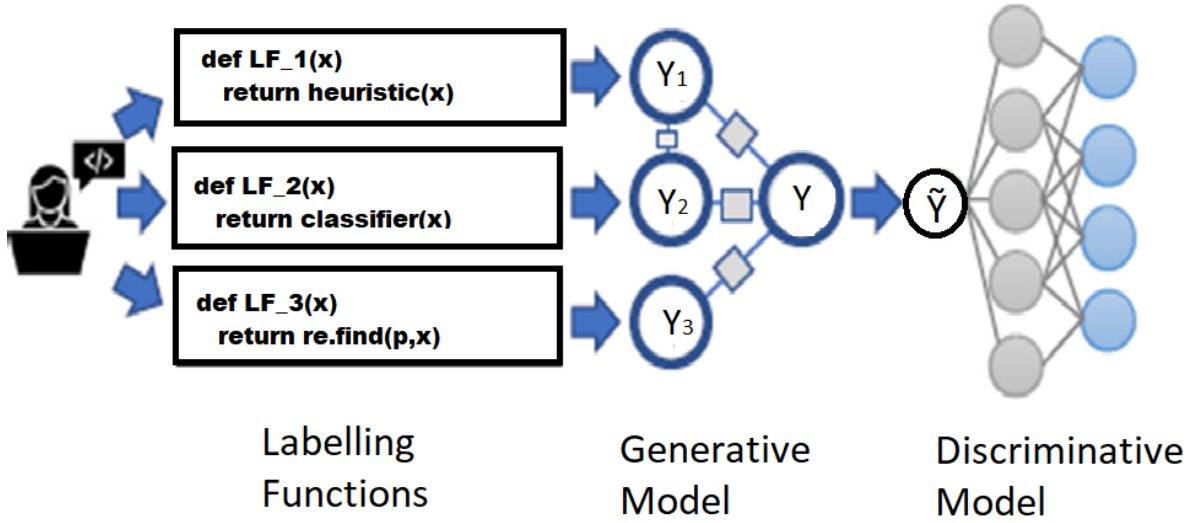 </>
def LF_1(x)
return heuristic(x)
def LF_2(x)
return classifier(x)
def LF_3(x)
return re.find(p,x)
Y1
Y2
Y3
Y
Ỹ
Labelling
Functions
Generative
Model
Discriminative
Model